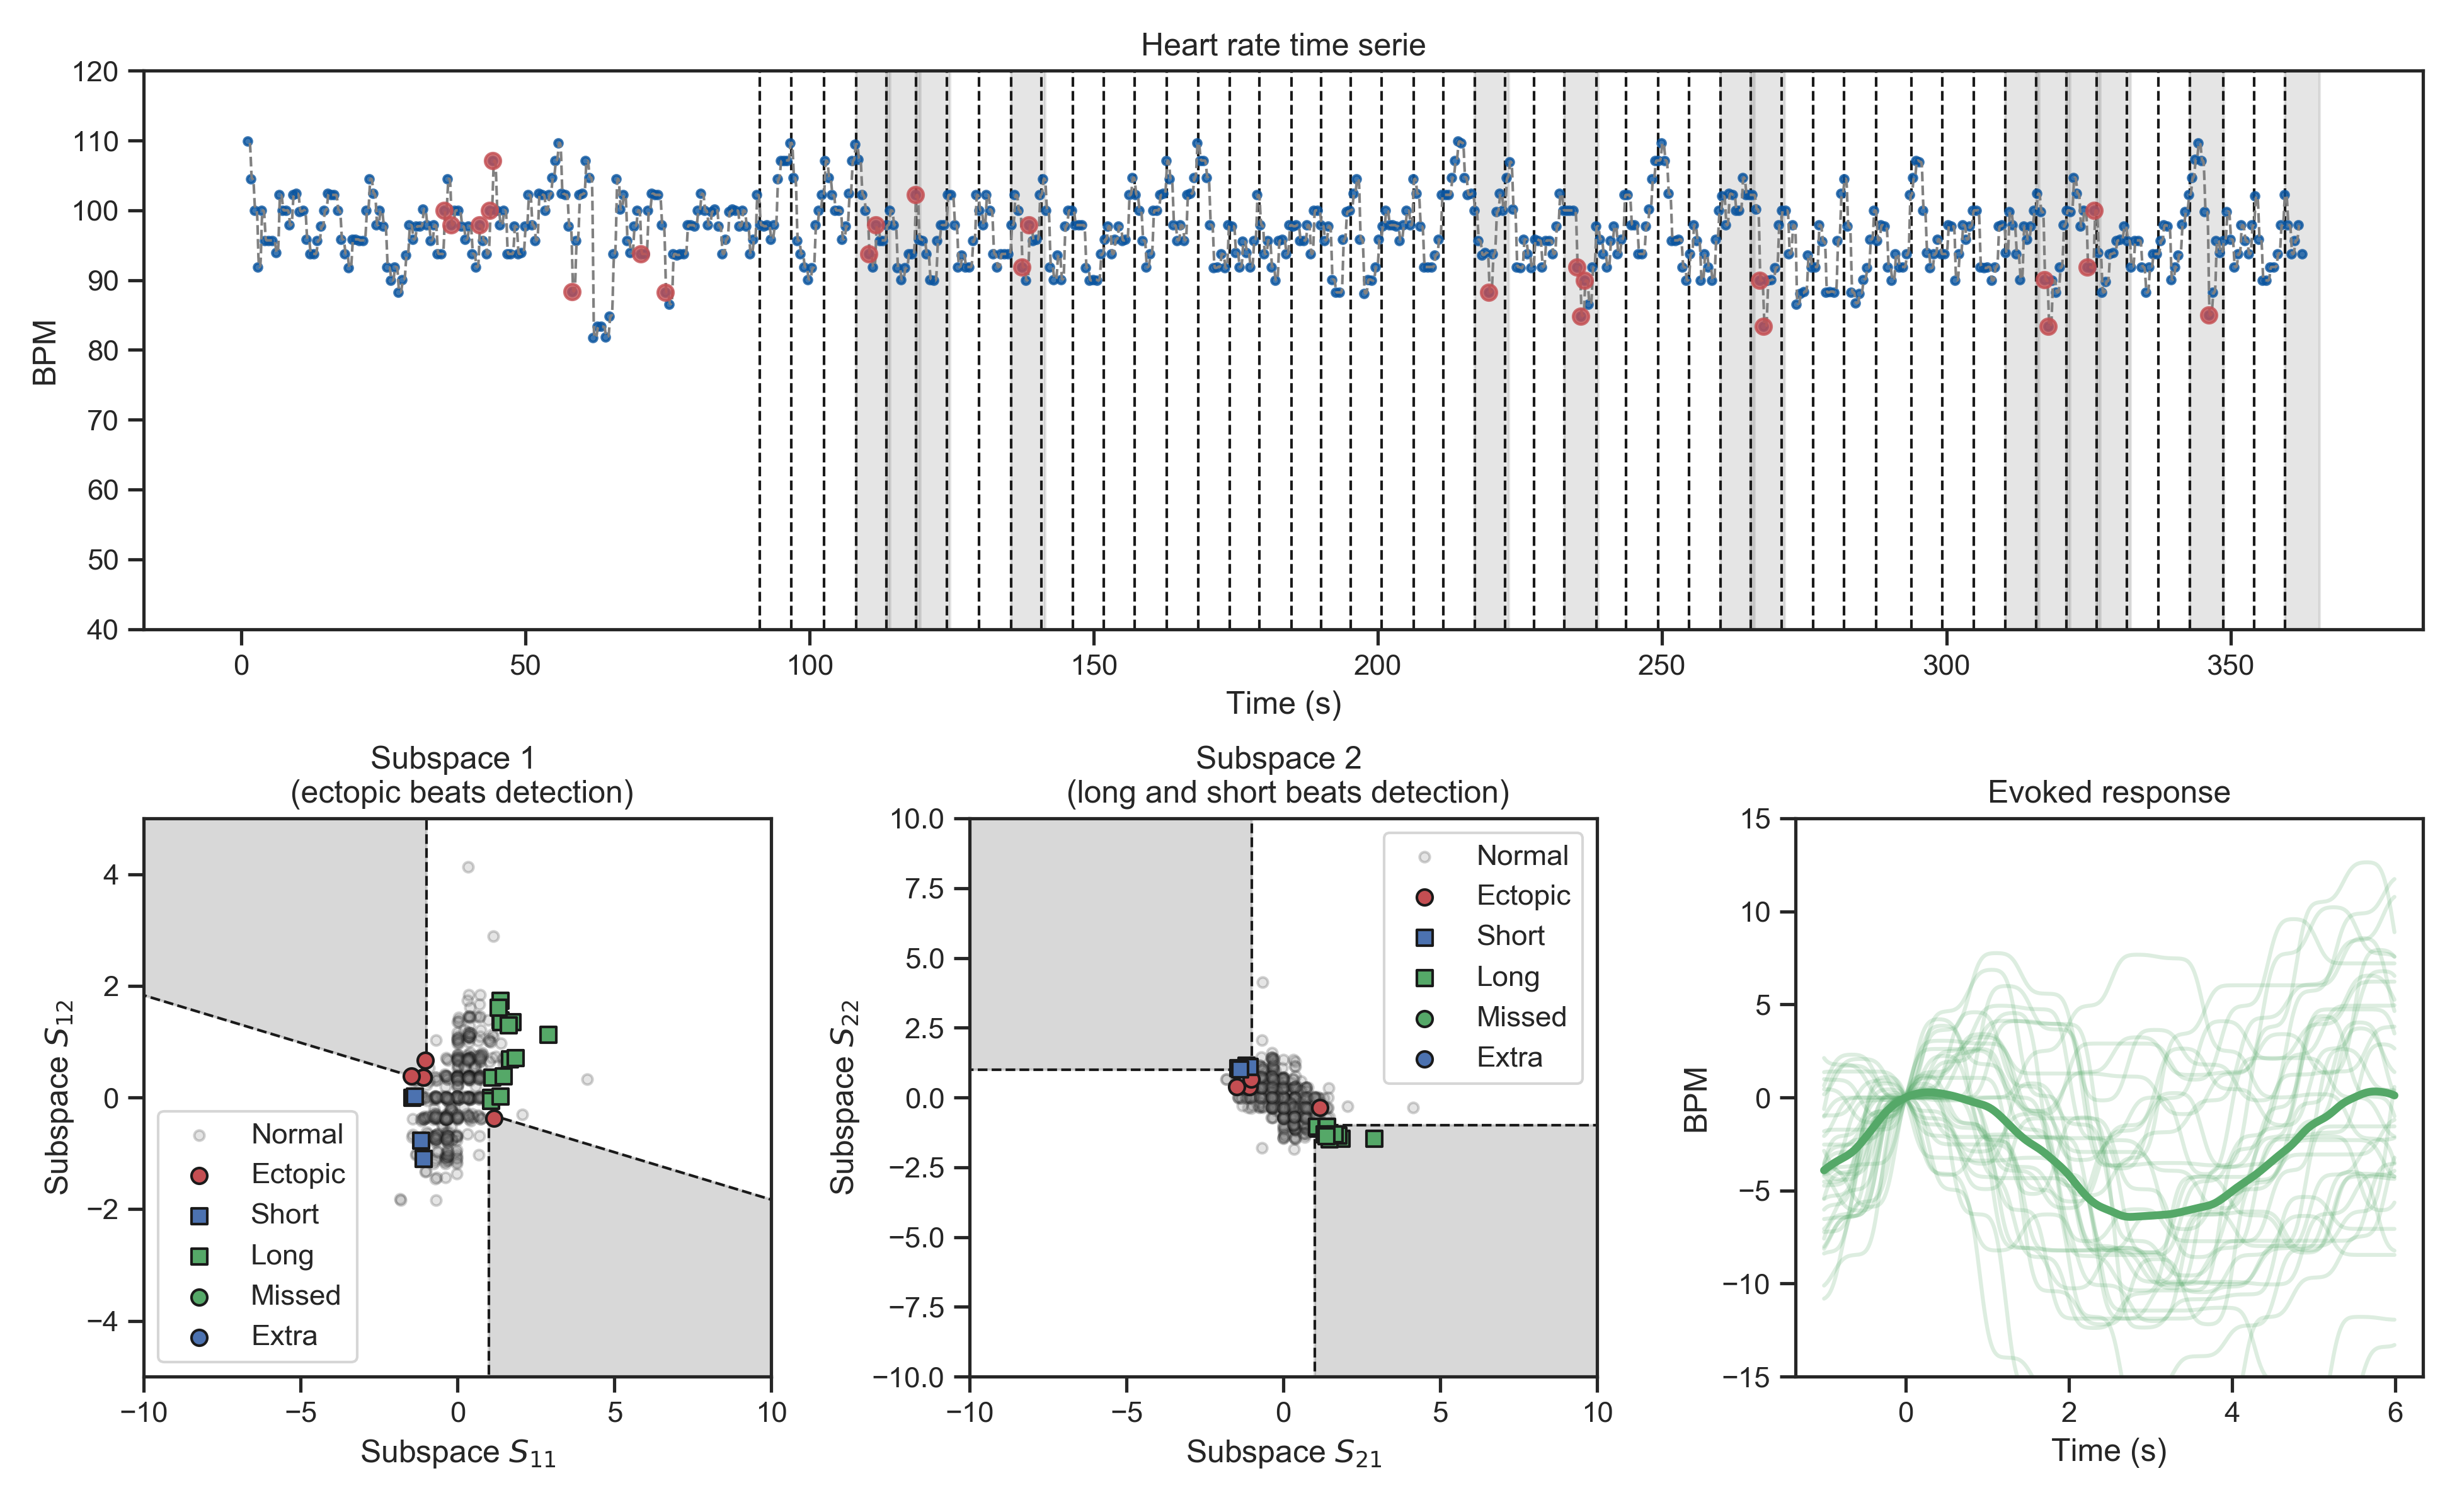 Heart rate time serie
120
110
100
90
80
70
60
50
40
BPM
0 50 100 150 200 250 300 350
Time (s)
Subspace 1
(ectopic beats detection)
4
2
0
−2
−4
Subspace S12
Normal
Ectopic
Short
Long
Missed
Extra
−10 −5 0 5 10
Subspace S11
Subspace 2
(long and short beats detection)
10.0
7.5
5.0
2.5
0.0
−2.5
−5.0
−7.5
−10.0
Subspace S22
Normal
Ectopic
Short
Long
Missed
Extra
−10 −5 0 5 10
Subspace S21
Evoked response
15
10
5
0
−5
−10
−15
BPM
0 2 4 6
Time (s)